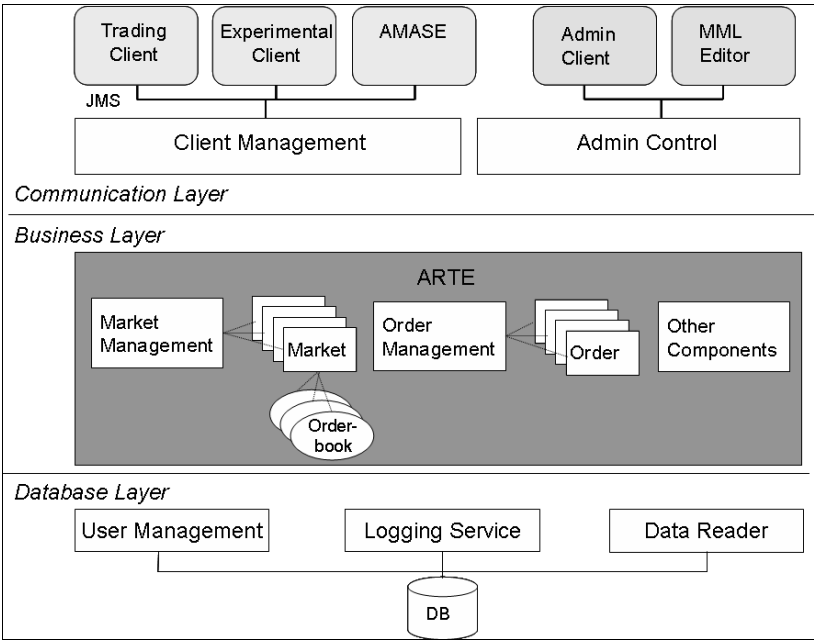 Trading
Client
Experimental
Client
AMASE
Admin
Client
MML
Editor
JMS
Client Management
Admin Control
Communication Layer
Business Layer
ARTE
Market
Management
Market
Order-
book
Order
Management
Order
Other
Components
Database Layer
User Management
Logging Service
Data Reader
DB